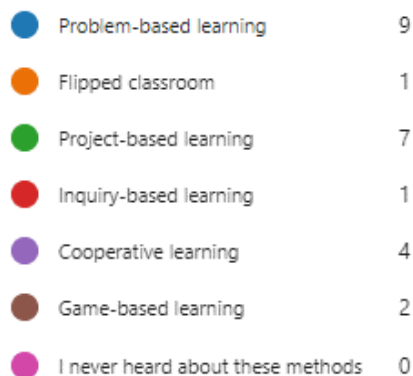 Problem-based learning 9
Flipped classroom 1
Project-based learning 7
Inquiry-based learning 1
Cooperative learning 4
Game-based learning 2
I never heard about these methods 0